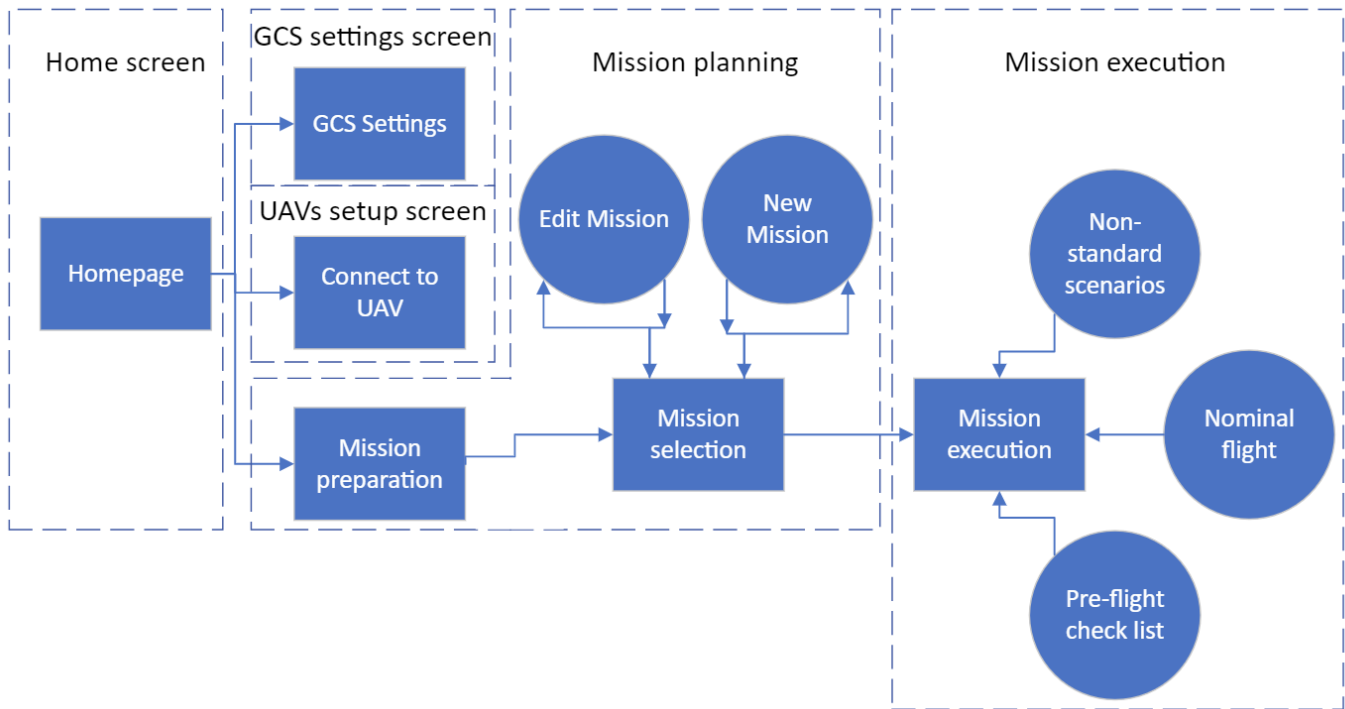 Home screen
Homepage
GCS settings screen
GCS Settings
UAVs setup screen
Connect to
UAV
Mission
preparation
Mission planning
Edit Mission
New
Mission
Mission
selection
Mission execution
Non-
standard
scenarios
Mission
execution
Nominal
flight
Pre-flight
check list